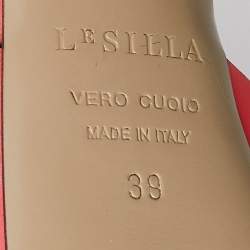 LeSILLA
VERO CUOIO
MADE IN ITALY
39